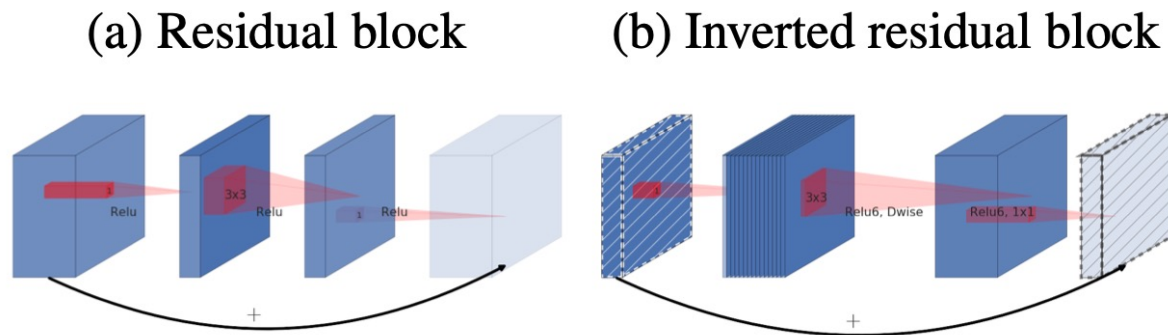 (a) Residual block
(b) Inverted residual block
1
Relu
3x3
Relu
1
Relu
+
1
3x3
Relu6, Dwise
Relu6, 1x1
+